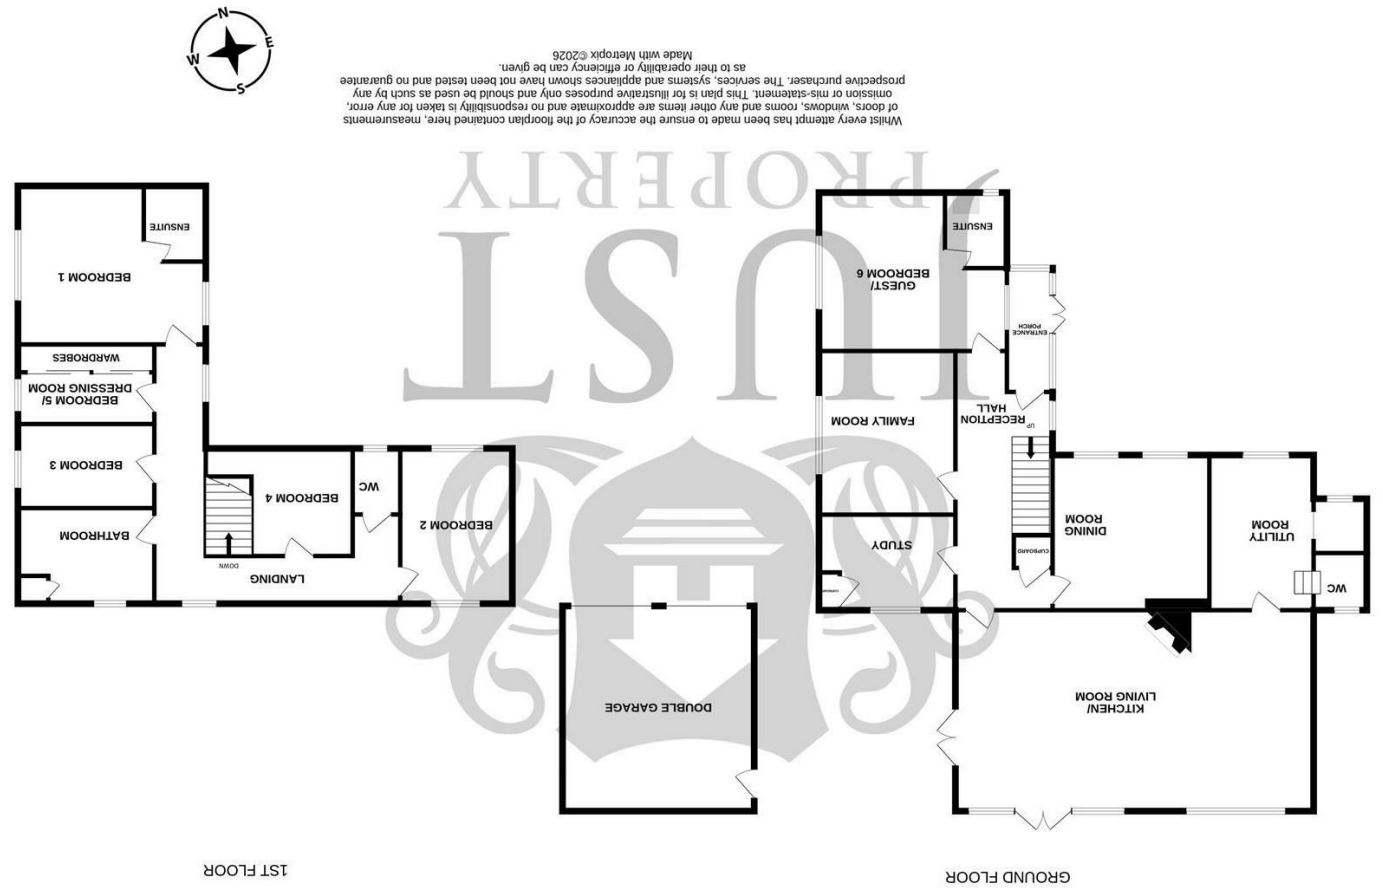 GROUND FLOOR
1ST FLOOR
KITCHEN/
LIVING ROOM
DOUBLE GARAGE
WC
UTILITY
ROOM
DINING
ROOM
CUPBOARD
STUDY
CUPBOARD
UP
RECEPTION
HALL
FAMILY ROOM
ENTRANCE
PORCH
GUEST/
BEDROOM 6
ENSUITE
LANDING
DOWN
BEDROOM 2
WC
BEDROOM 4
BATHROOM
BEDROOM 3
BEDROOM 5/
DRESSING ROOM
WARDROBES
BEDROOM 1
ENSUITE
JUST
PROPERTY
Whilst every attempt has been made to ensure the accuracy of the floorplan contained here, measurements
of doors, windows, rooms and any other items are approximate and no responsibility is taken for any error,
omission or mis-statement. This plan is for illustrative purposes only and should be used as such by any
prospective purchaser. The services, systems and appliances shown have not been tested and no guarantee
as to their operability or efficiency can be given.
Made with Metropix ©2026
N
E
S
W